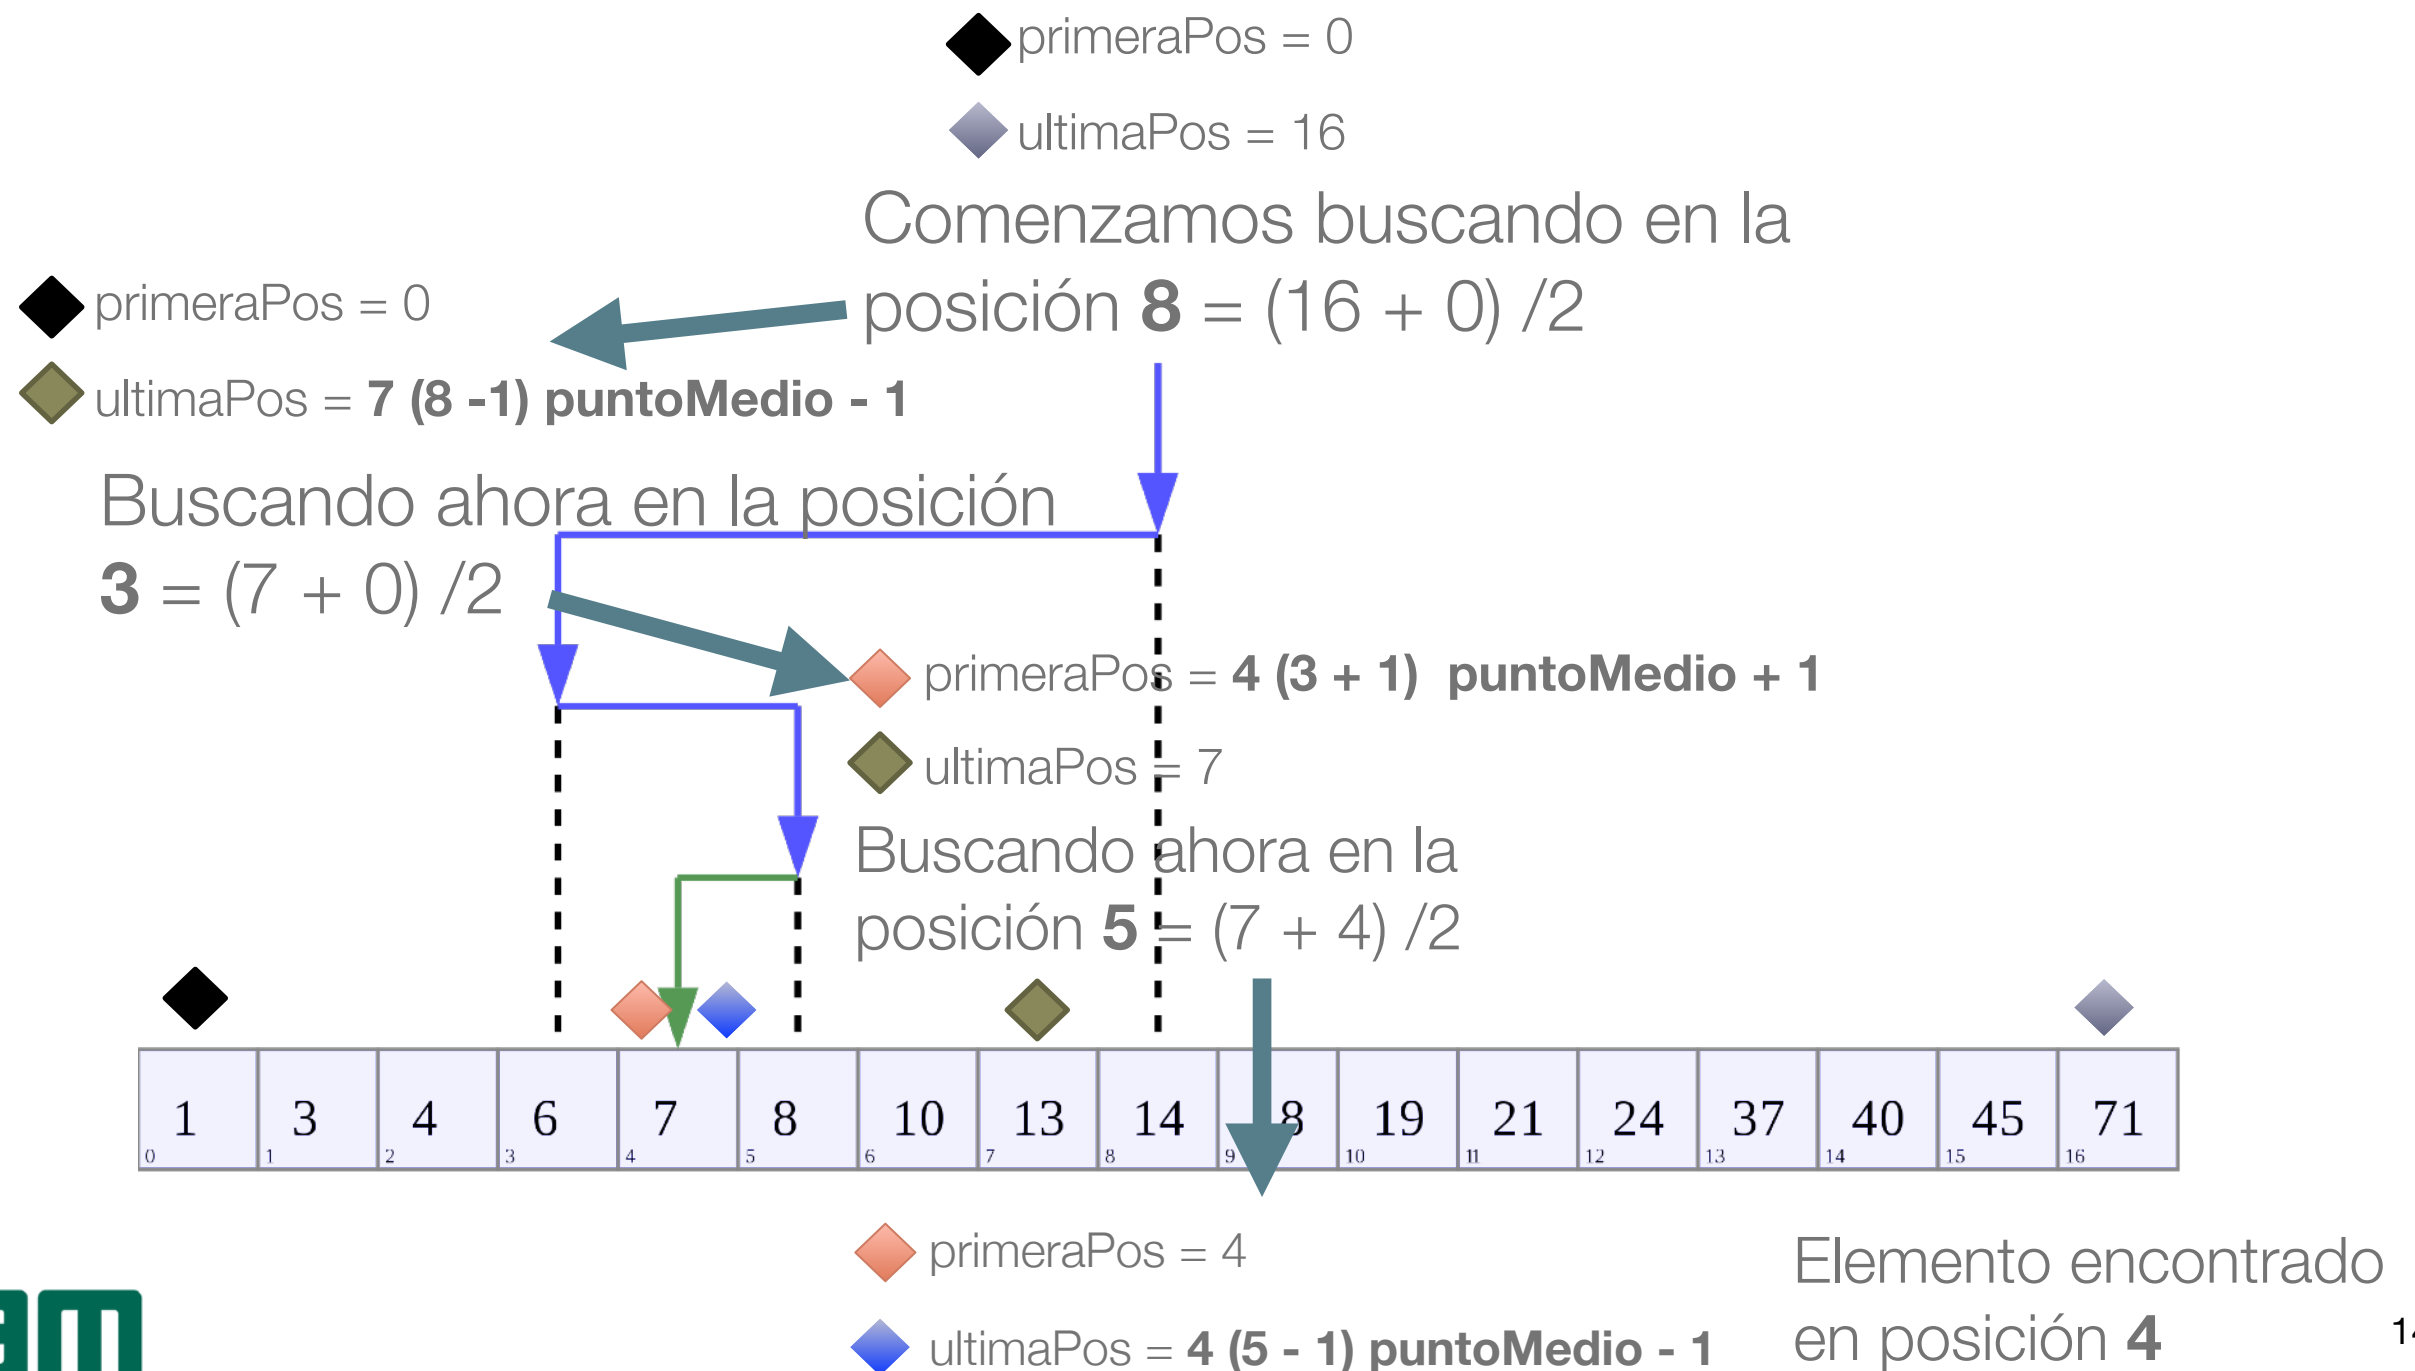 primeraPos = 0
ultimaPos = 16
Comenzamos buscando en la
posición 8 = (16 + 0) /2
primeraPos = 0
ultimaPos = 7 (8 -1) puntoMedio - 1
Buscando ahora en la posición
3 = (7 + 0) /2
primeraPos = 4 (3 + 1) puntoMedio + 1
ultimaPos = 7
Buscando ahora en la
posición 5 = (7 + 4) /2
1 3 4 6 7 8 10 13 14 8 19 21 24 37 40 45 71
0 1 2 3 4 5 6 7 8 9 10 11 12 13 14 15 16
primeraPos = 4
ultimaPos = 4 (5 - 1) puntoMedio - 1
Elemento encontrado
en posición 4